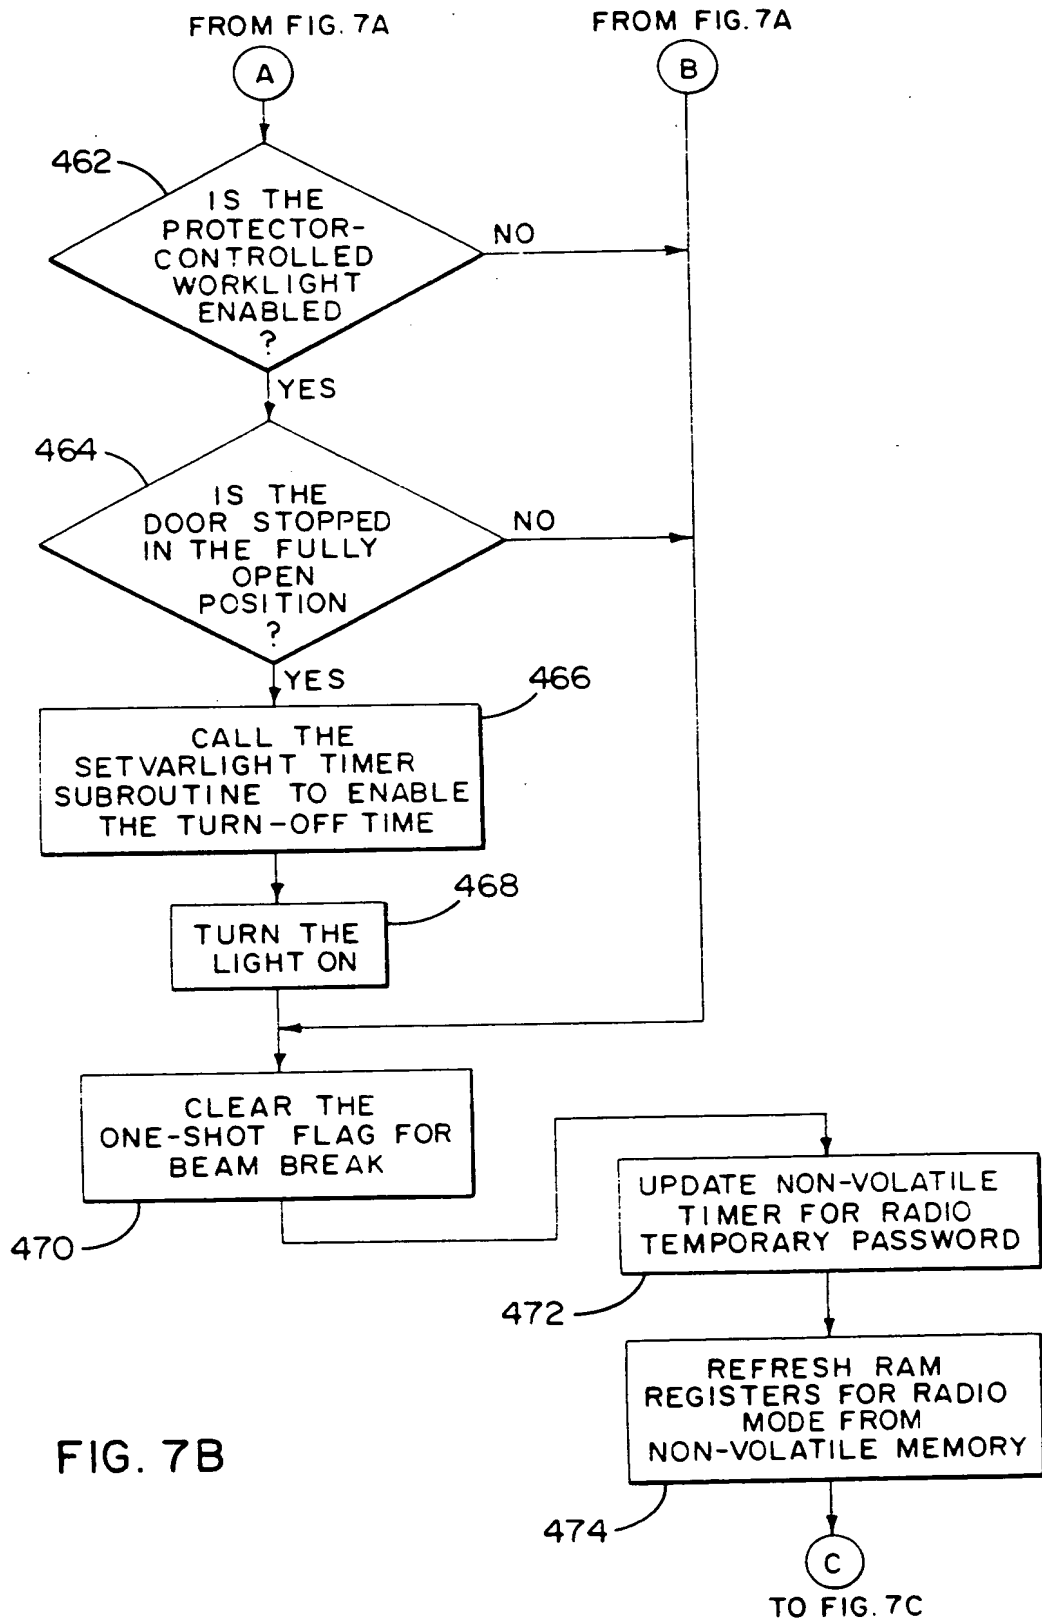 FROM FIG. 7A
A
FROM FIG. 7A
B
462
IS THE
PROTECTOR-
CONTROLLED
WORKLIGHT
ENABLED
?
NO
YES
464
IS THE
DOOR STOPPED
IN THE FULLY
OPEN
POSITION
?
NO
YES
466
CALL THE
SETVARLIGHT TIMER
SUBROUTINE TO ENABLE
THE TURN-OFF TIME
468
TURN THE
LIGHT ON
CLEAR THE
ONE-SHOT FLAG FOR
BEAM BREAK
470
UPDATE NON-VOLATILE
TIMER FOR RADIO
TEMPORARY PASSWORD
472
REFRESH RAM
REGISTERS FOR RADIO
MODE FROM
NON-VOLATILE MEMORY
474
C
TO FIG. 7C
FIG. 7B